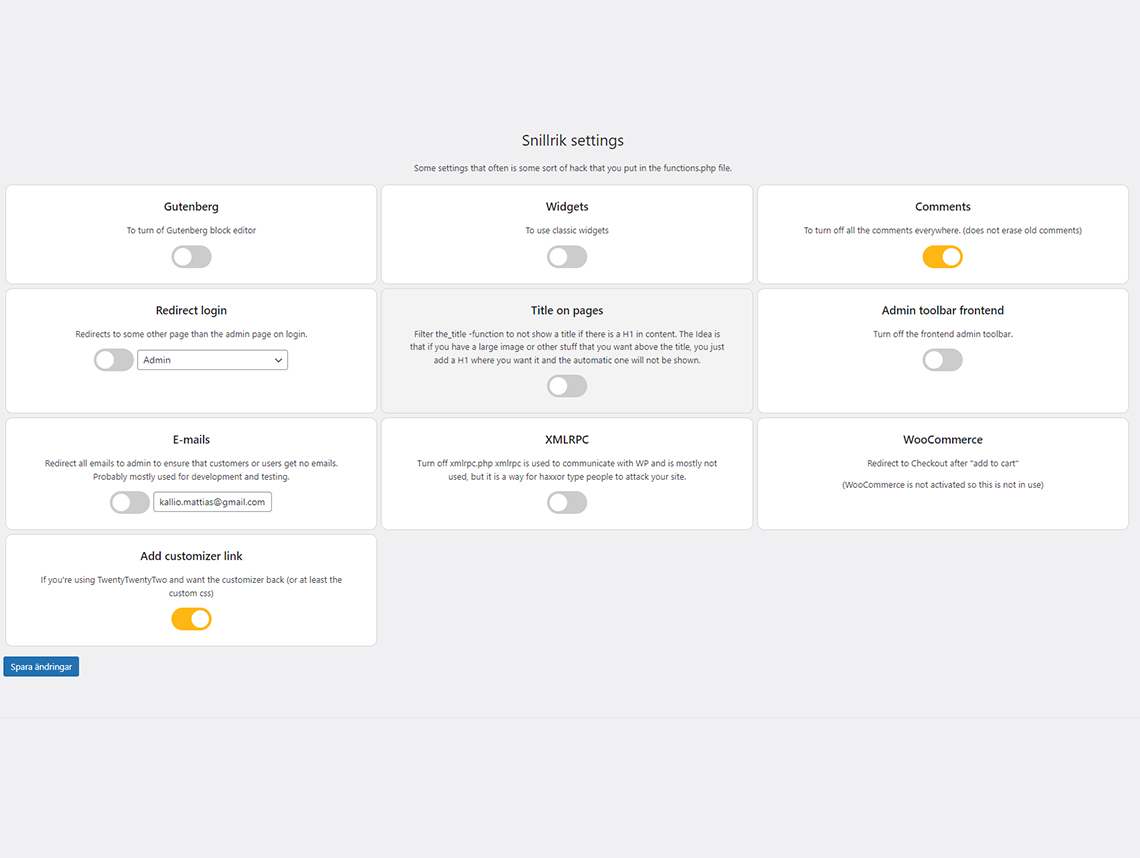 Snillrik settings
Some settings that often is some sort of hack that you put in the functions.php file.
Gutenberg
To turn of Gutenberg block editor
Widgets
To use classic widgets
Comments
To turn off all the comments everywhere. (does not erase old comments)
Redirect login
Redirects to some other page than the admin page on login.
Admin
Title on pages
Filter the_title -function to not show a title if there is a H1 in content. The Idea is
that if you have a large image or other stuff that you want above the title, you just
add a H1 where you want it and the automatic one will not be shown.
Admin toolbar frontend
Turn off the frontend admin toolbar.
E-mails
Redirect all emails to admin to ensure that customers or users get no emails.
Probably mostly used for development and testing.
kallio.mattias@gmail.com
XMLRPC
Turn off xmlrpc.php xmlrpc is used to communicate with WP and is mostly not
used, but it is a way for haxxor type people to attack your site.
WooCommerce
Redirect to Checkout after "add to cart"
(WooCommerce is not activated so this is not in use)
Add customizer link
If you're using TwentyTwentyTwo and want the customizer back (or at least the
custom css)
Spara ändringar